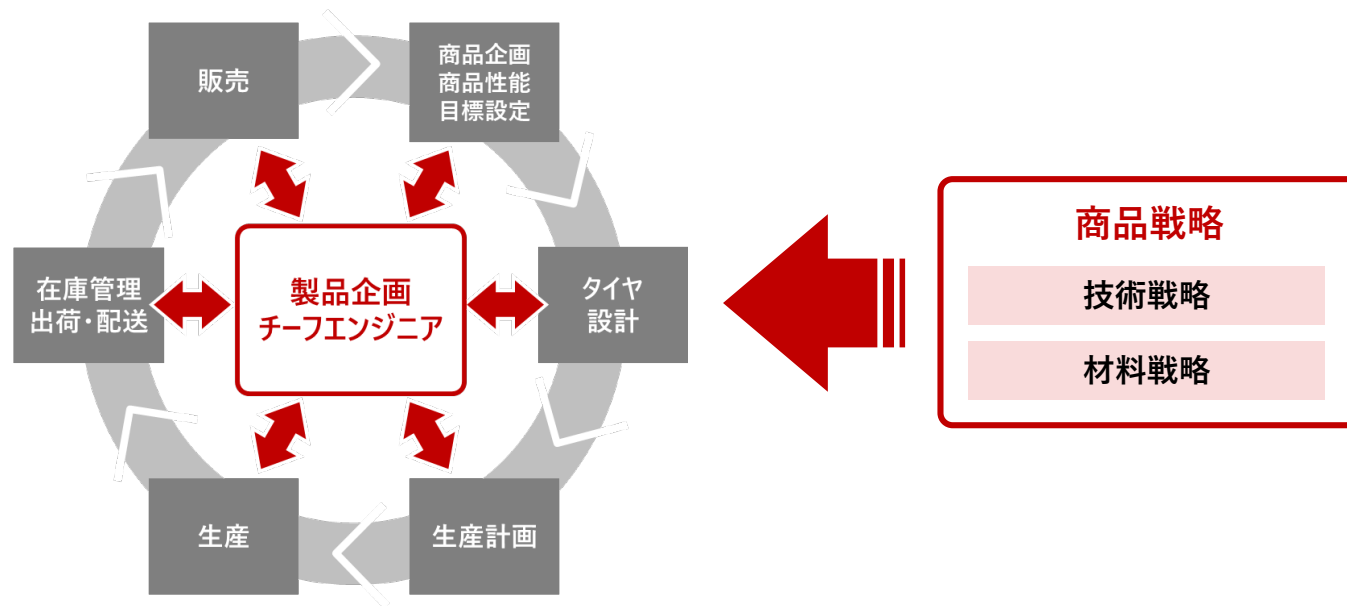 販売
商品企画
商品性能
目標設定
在庫管理
出荷・配送
製品企画
チーフエンジニア
タイヤ
設計
生産
生産計画
商品戦略
技術戦略
材料戦略